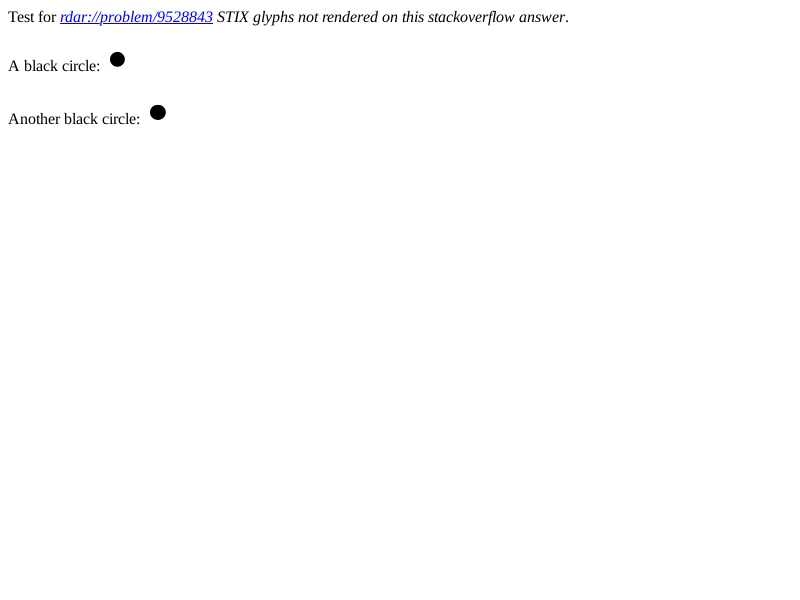 Test for rdar://problem/9528843 STIX glyphs not rendered on this stackoverflow answer.
A black circle: ●
Another black circle: ●